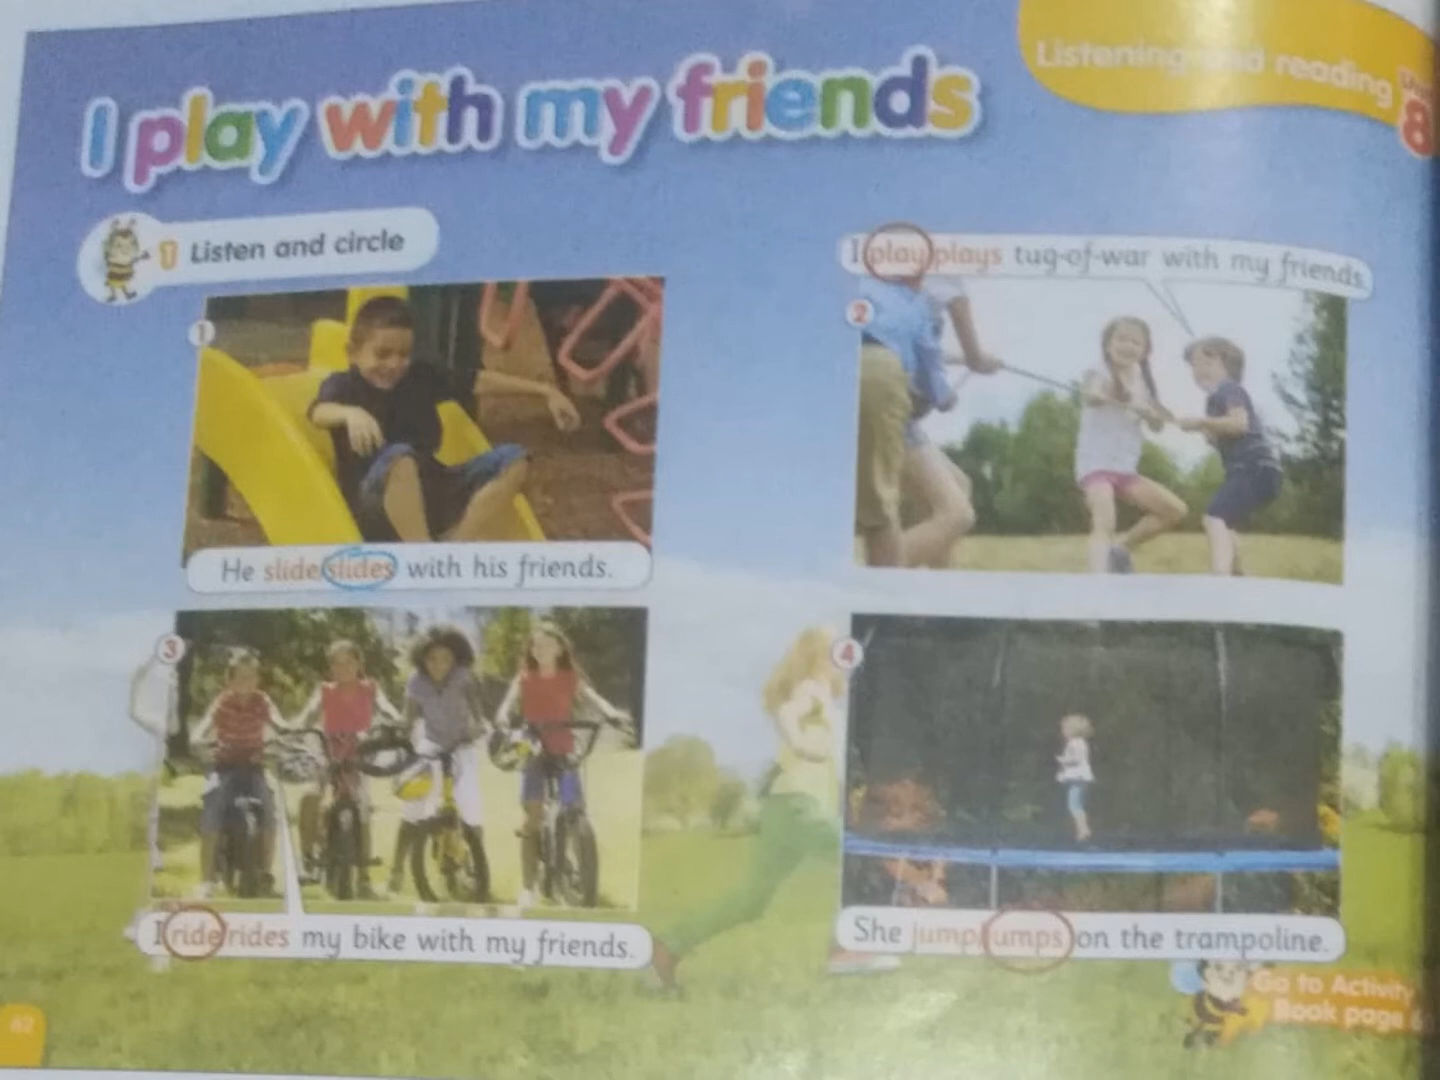 I play with my friends
Listening and reading
8
1 Listen and circle
1
He slide/slides with his friends.
2
I play/plays tug-of-war with my friends.
3
I ride/rides my bike with my friends.
4
She jump/jumps on the trampoline.
Go to Activity
Book page
82